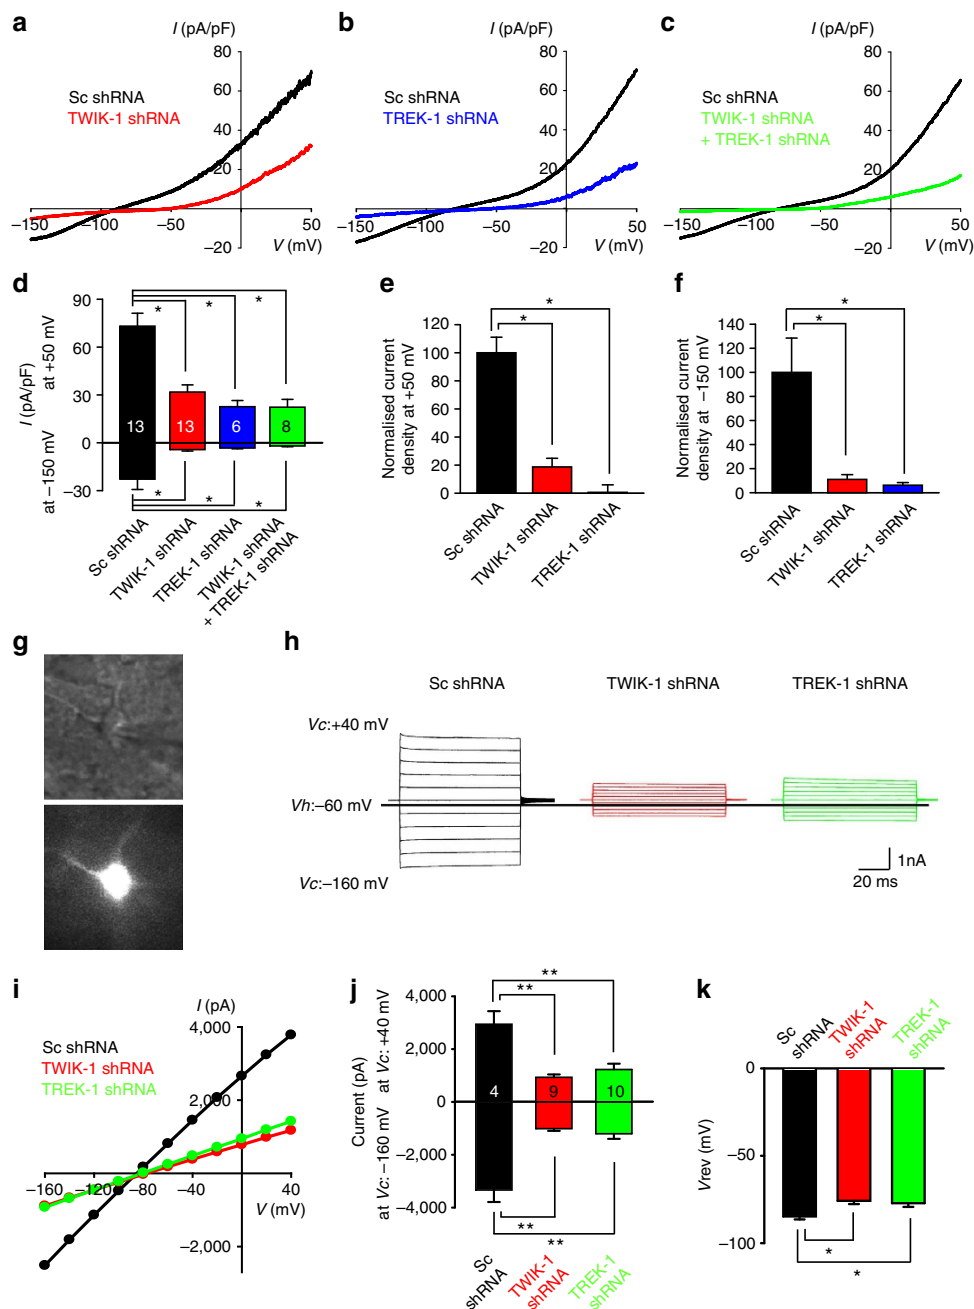 a
I (pA/pF)
80
60
40
20
−20
−150
−100
−50
50
V (mV)
Sc shRNA
TWIK-1 shRNA
b
I (pA/pF)
80
60
40
20
−20
−150
−100
−50
50
V (mV)
Sc shRNA
TREK-1 shRNA
c
I (pA/pF)
80
60
40
20
−20
−150
−100
−50
50
V (mV)
Sc shRNA
TWIK-1 shRNA
+ TREK-1 shRNA
d
I (pA/pF)
at −150 mV at +50 mV
90
60
30
0
−30
* * *
13 13 6 8
* * *
Sc shRNA
TWIK-1 shRNA
TREK-1 shRNA
TWIK-1 shRNA
+ TREK-1 shRNA
e
Normalised current
density at +50 mV
120
100
80
60
40
20
0
*
*
Sc shRNA
TWIK-1 shRNA
TREK-1 shRNA
f
Normalised current
density at −150 mV
140
120
100
80
60
40
20
0
*
*
Sc shRNA
TWIK-1 shRNA
TREK-1 shRNA
g
h
Sc shRNA
TWIK-1 shRNA
TREK-1 shRNA
Vc:+40 mV
Vh:−60 mV
Vc:−160 mV
1nA
20 ms
i
I (pA)
4,000
2,000
−2,000
−160
−120
−80
−40
40
V (mV)
Sc shRNA
TWIK-1 shRNA
TREK-1 shRNA
j
Current (pA)
at Vc: −160 mV at Vc: +40 mV
4,000
2,000
0
−2,000
−4,000
**
**
4 9 10
**
**
Sc
shRNA
TWIK-1
shRNA
TREK-1
shRNA
k
Sc
shRNA
TWIK-1
shRNA
TREK-1
shRNA
Vrev (mV)
0
−50
−100
*
*